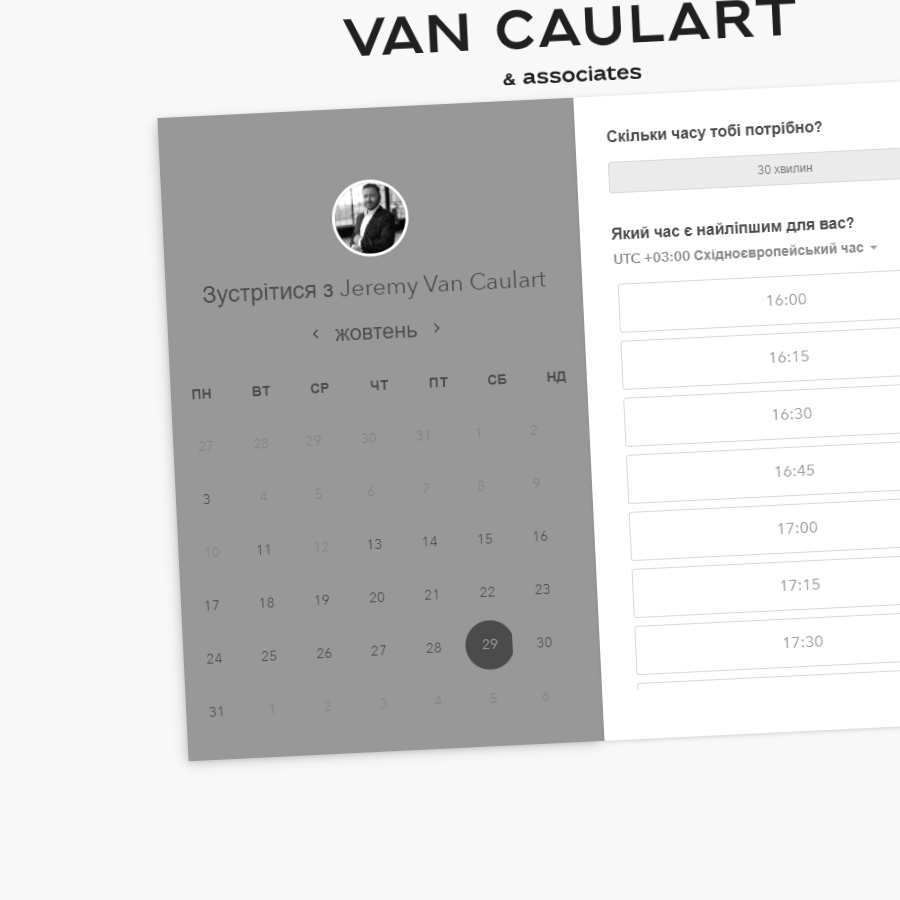 VAN CAULART
& associates
Зустрітися з Jeremy Van Caulart
‹ жовтень ›
ПН ВТ СР ЧТ ПТ СБ НД
27 28 29 30 31 1 2
3 4 5 6 7 8 9
10 11 12 13 14 15 16
17 18 19 20 21 22 23
24 25 26 27 28 29 30
31 1 2 3 4 5 6
Скільки часу тобі потрібно?
30 хвилин
Який час є найліпшим для вас?
UTC +03:00 Східноєвропейський час
16:00
16:15
16:30
16:45
17:00
17:15
17:30